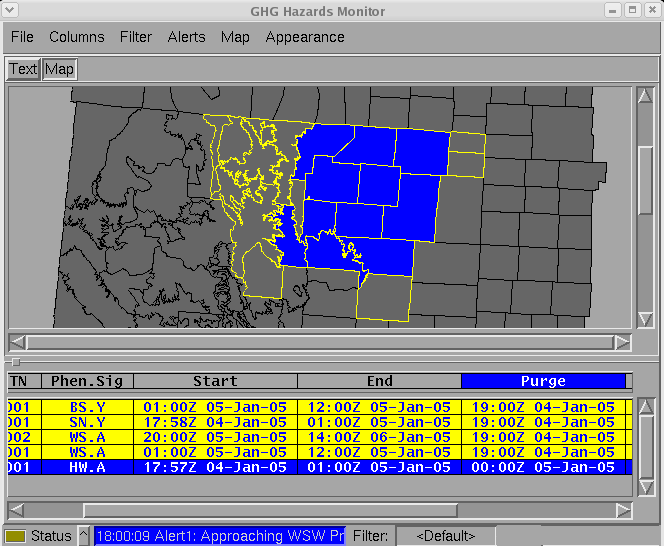 GHG Hazards Monitor
File Columns Filter Alerts Map Appearance
Text Map
TN Phen.Sig Start End Purge
001 BS.Y 01:00Z 05-Jan-05 12:00Z 05-Jan-05 19:00Z 04-Jan-05
001 SN.Y 17:58Z 04-Jan-05 01:00Z 05-Jan-05 19:00Z 04-Jan-05
002 WS.A 20:00Z 05-Jan-05 14:00Z 06-Jan-05 19:00Z 04-Jan-05
001 WS.A 01:00Z 05-Jan-05 12:00Z 05-Jan-05 19:00Z 04-Jan-05
001 HW.A 17:57Z 04-Jan-05 01:00Z 05-Jan-05 00:00Z 05-Jan-05
Status ^ 18:00:09 Alert1: Approaching WSW Pr Filter: <Default>